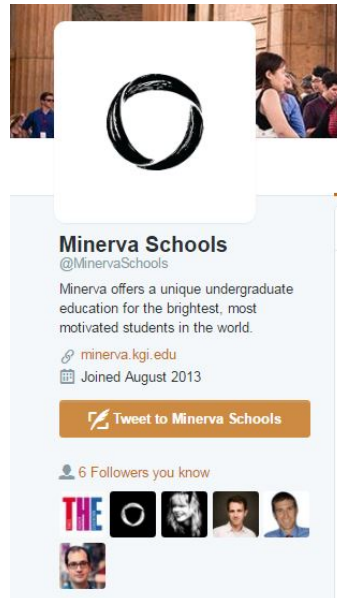 Minerva Schools
@MinervaSchools
Minerva offers a unique undergraduate
education for the brightest, most
motivated students in the world.
minerva.kgi.edu
Joined August 2013
Tweet to Minerva Schools
6 Followers you know
THE